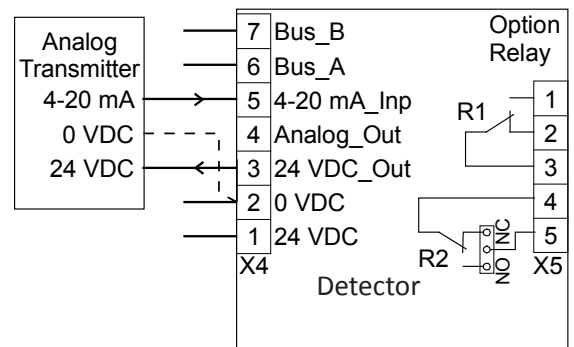 Analog
Transmitter
4-20 mA
0 VDC
24 VDC
7 Bus_B
6 Bus_A
5 4-20 mA_Inp
4 Analog_Out
3 24 VDC_Out
2 0 VDC
1 24 VDC
X4
Detector
Option
Relay
R1
1
2
3
4
5
R2
NC
NO
X5